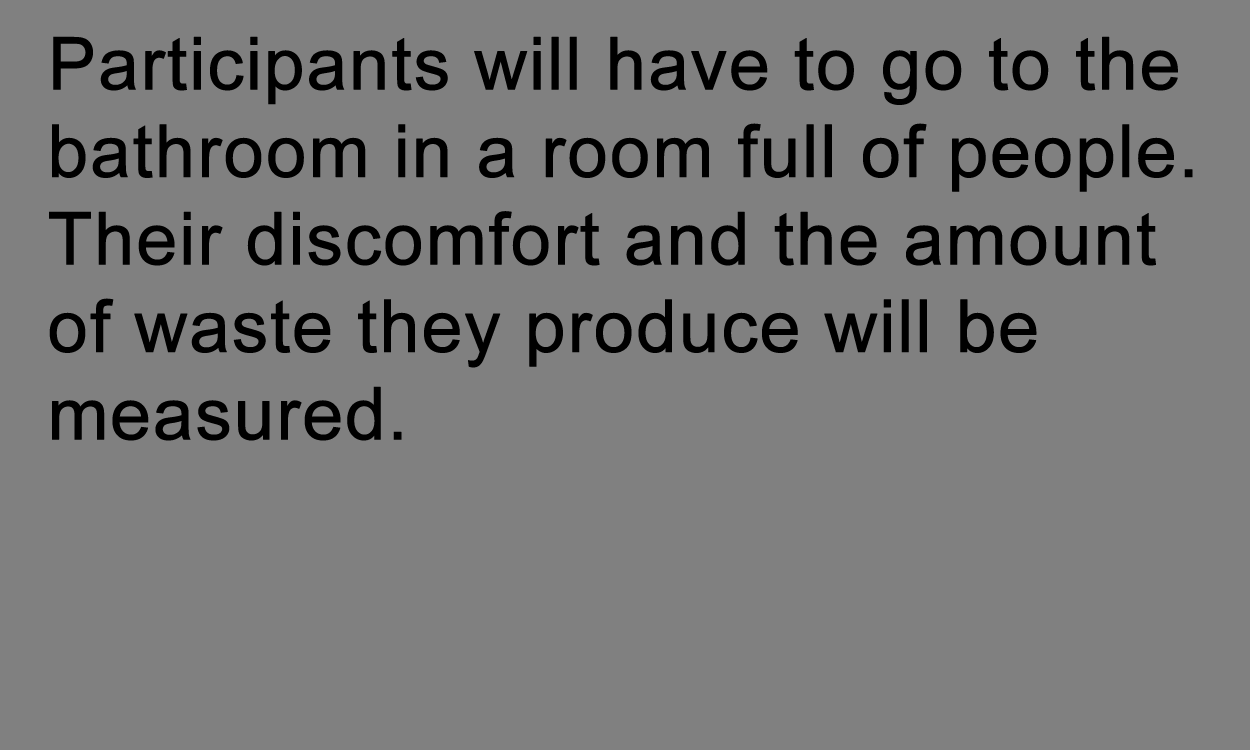 Participants will have to go to the
bathroom in a room full of people.
Their discomfort and the amount
of waste they produce will be
measured.